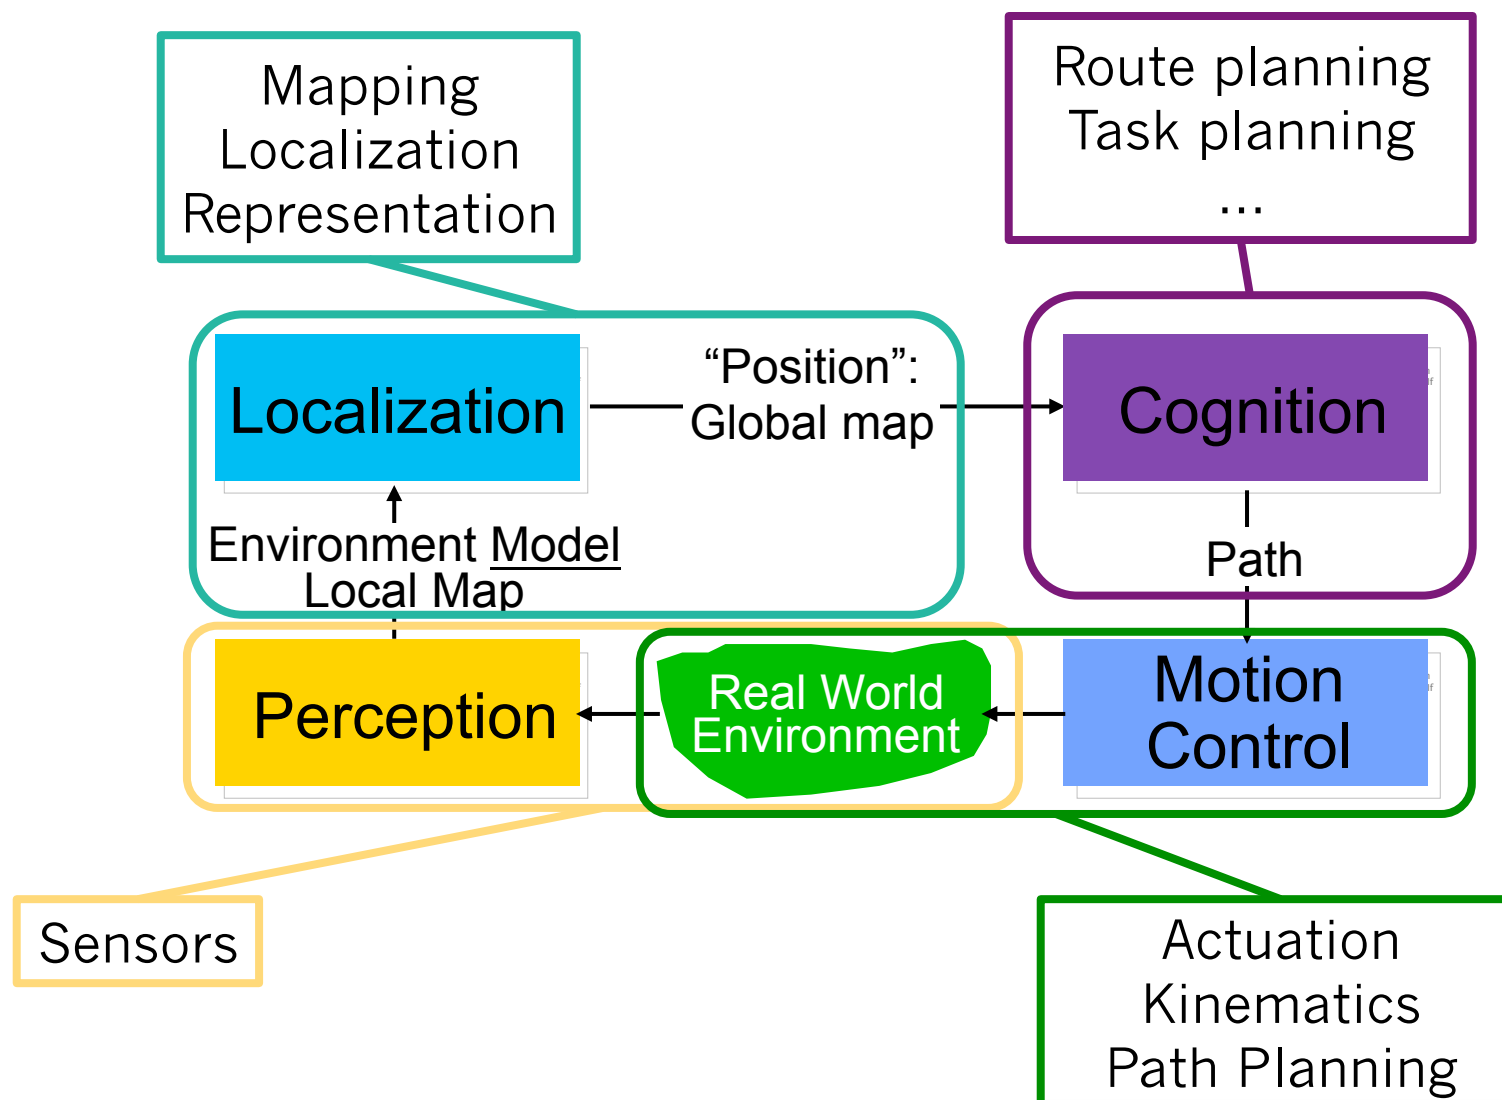 Mapping
Localization
Representation
Route planning
Task planning
...
Localization
“Position”:
Global map
Cognition
Environment Model
Local Map
Path
Perception
Real World
Environment
Motion
Control
Sensors
Actuation
Kinematics
Path Planning